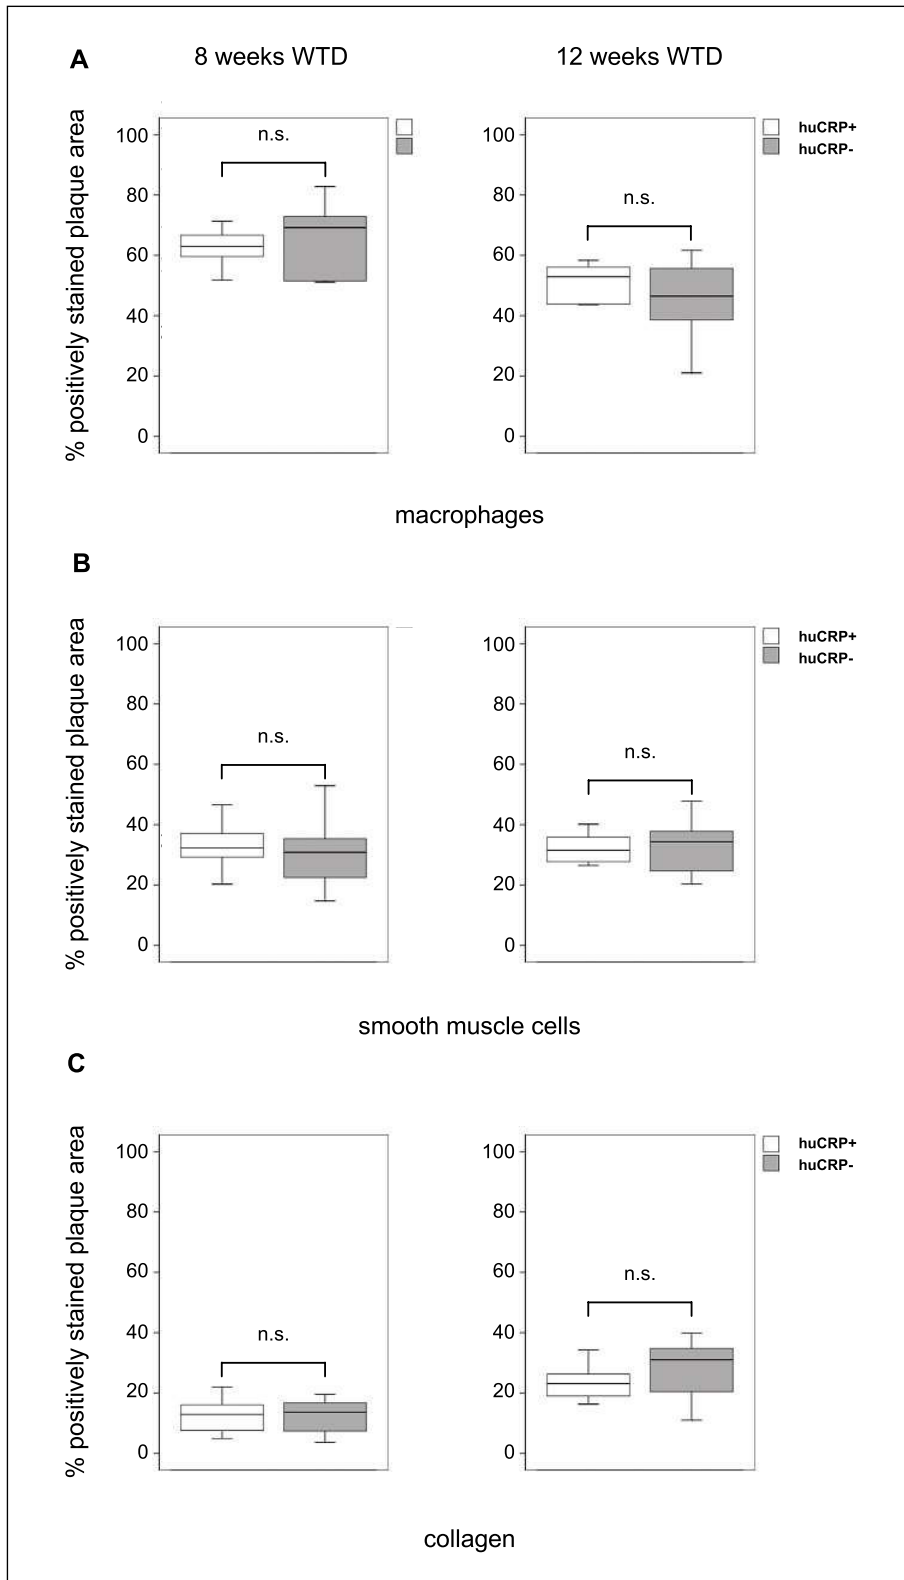 A
8 weeks WTD
12 weeks WTD
% positively stained plaque area
100
80
60
40
20
0
n.s.
100
80
60
40
20
0
n.s.
huCRP+
huCRP-
macrophages
B
% positively stained plaque area
100
80
60
40
20
0
n.s.
100
80
60
40
20
0
n.s.
huCRP+
huCRP-
smooth muscle cells
C
% positively stained plaque area
100
80
60
40
20
0
n.s.
100
80
60
40
20
0
n.s.
huCRP+
huCRP-
collagen